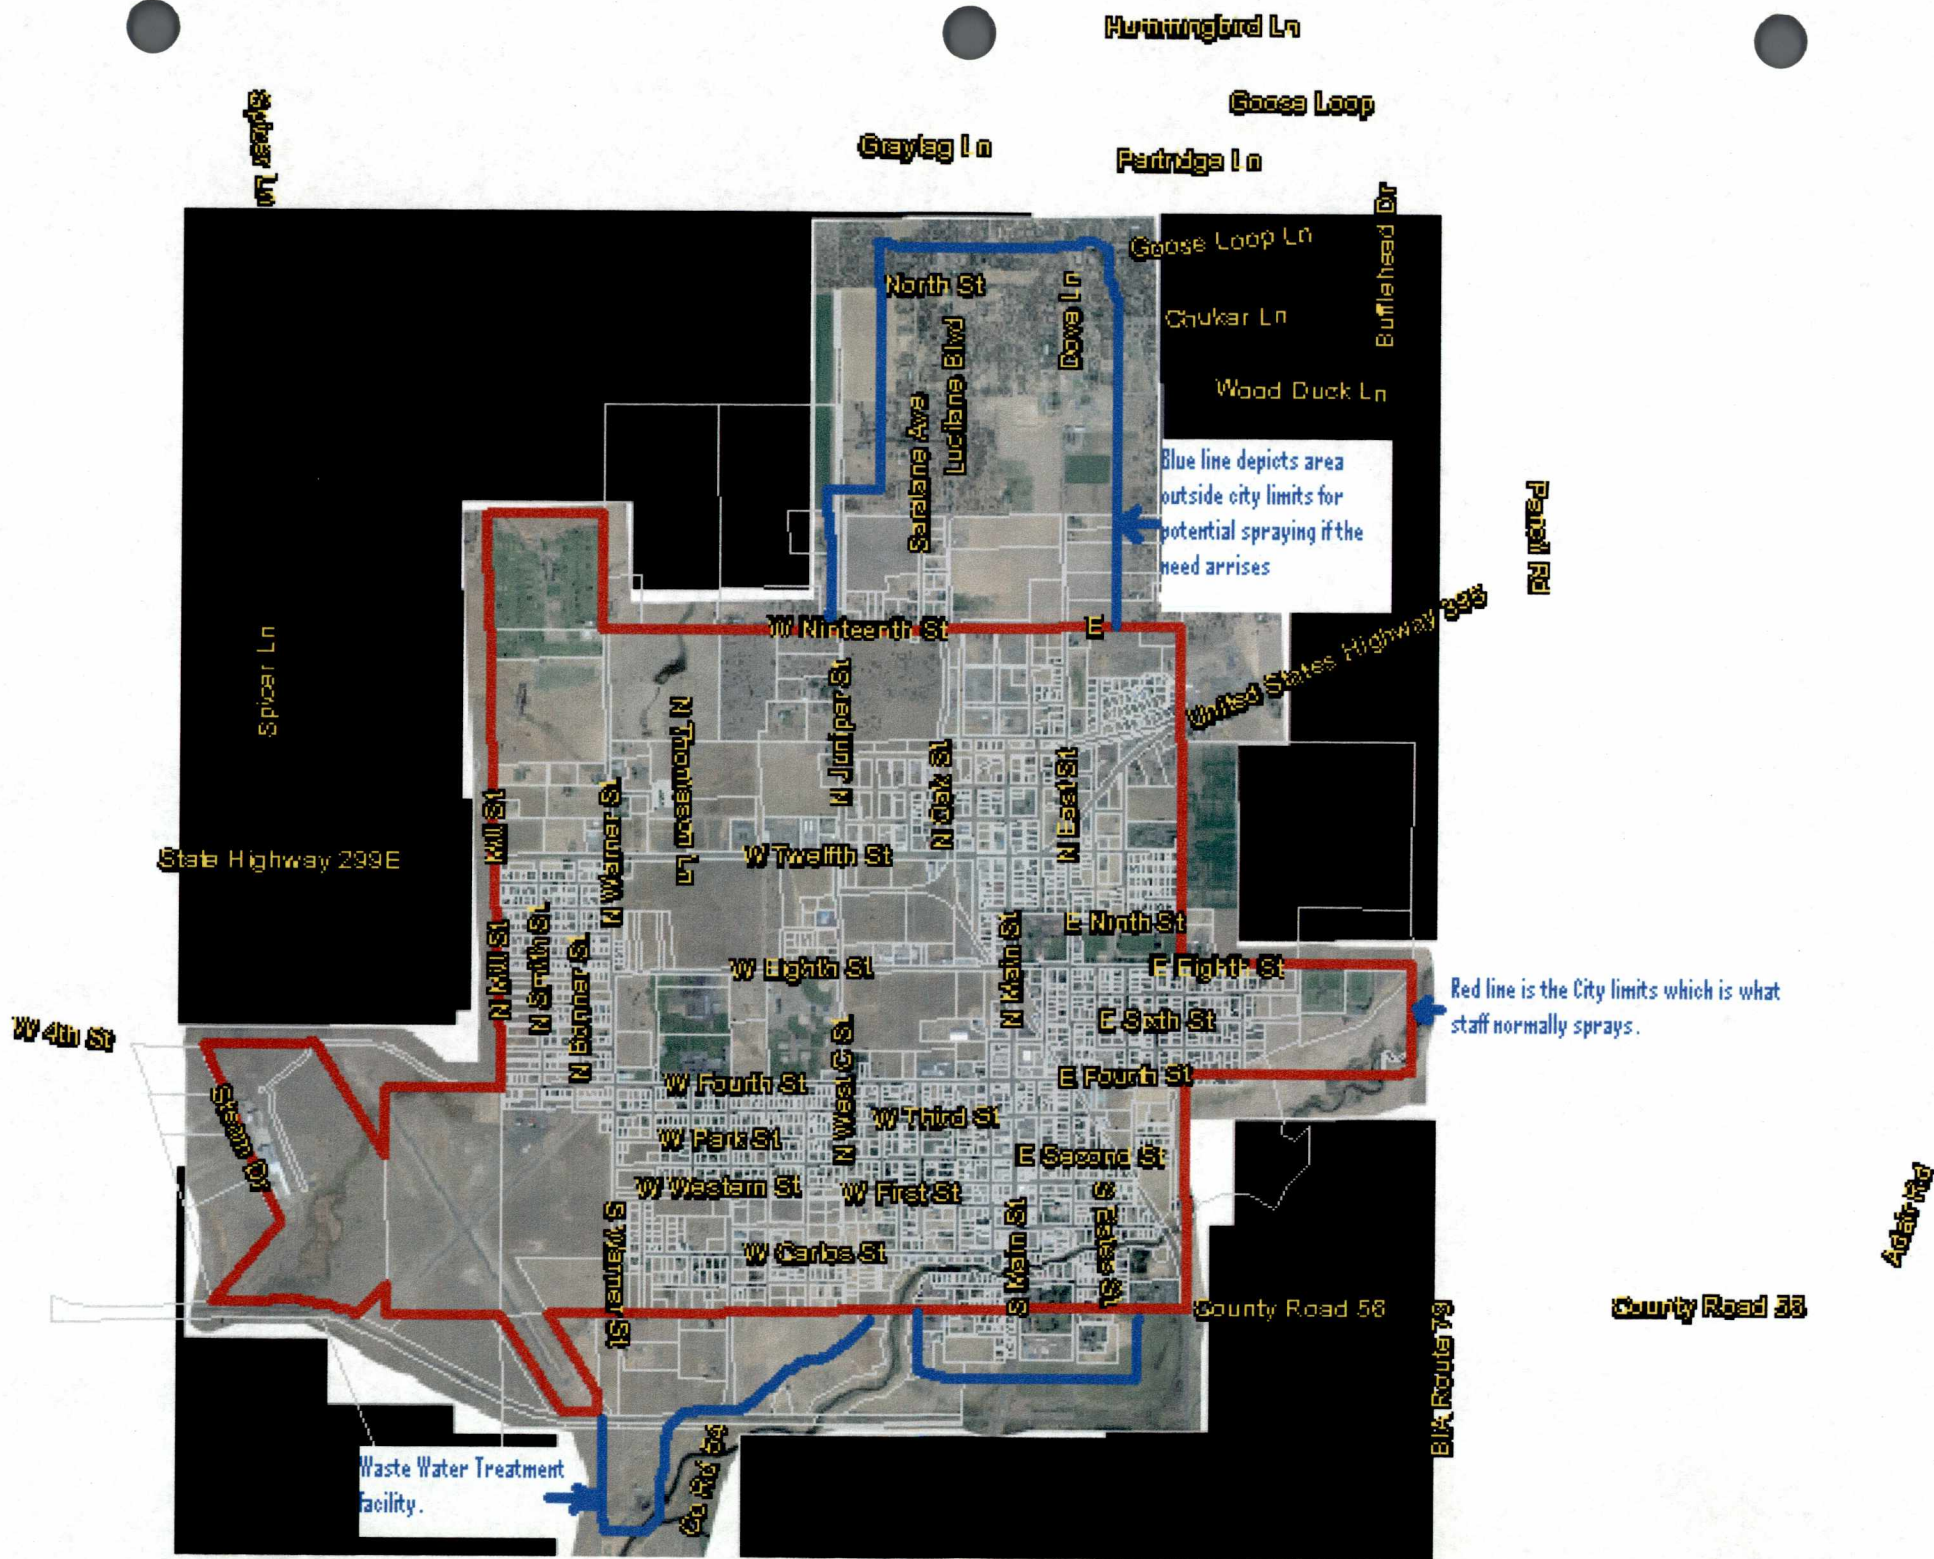 Hummingbird Ln
Goose Loop
Graylag Ln
Partridge Ln
Spicer Ln
Bufflehead Dr
Goose Loop Ln
North St
Dove Ln
Chukar Ln
Lucilane Blvd
Wood Duck Ln
Saralane Ave
Blue line depicts area
outside city limits for
potential spraying if the
need arrises
Parsell Rd
United States Highway 395
W Ninteenth St
E
Spicer Ln
N Juniper St
N Thomason Ln
N Oak St
N East St
Mill St
N Warner St
State Highway 299E
W Twelfth St
E Ninth St
N Main St
N Mill St
N Smith St
N Bonner St
W Eighth St
E Eighth St
Red line is the City limits which is what
staff normally sprays.
W 4th St
E Sixth St
N West C St
W Fourth St
E Fourth St
W Third St
W Park St
E Second St
W Western St
W First St
S Main St
S East St
S Warner St
W Carlos St
County Road 56
County Road 56
Adair Rd
BIA Route 76
Waste Water Treatment
facility.
Co Rd 54